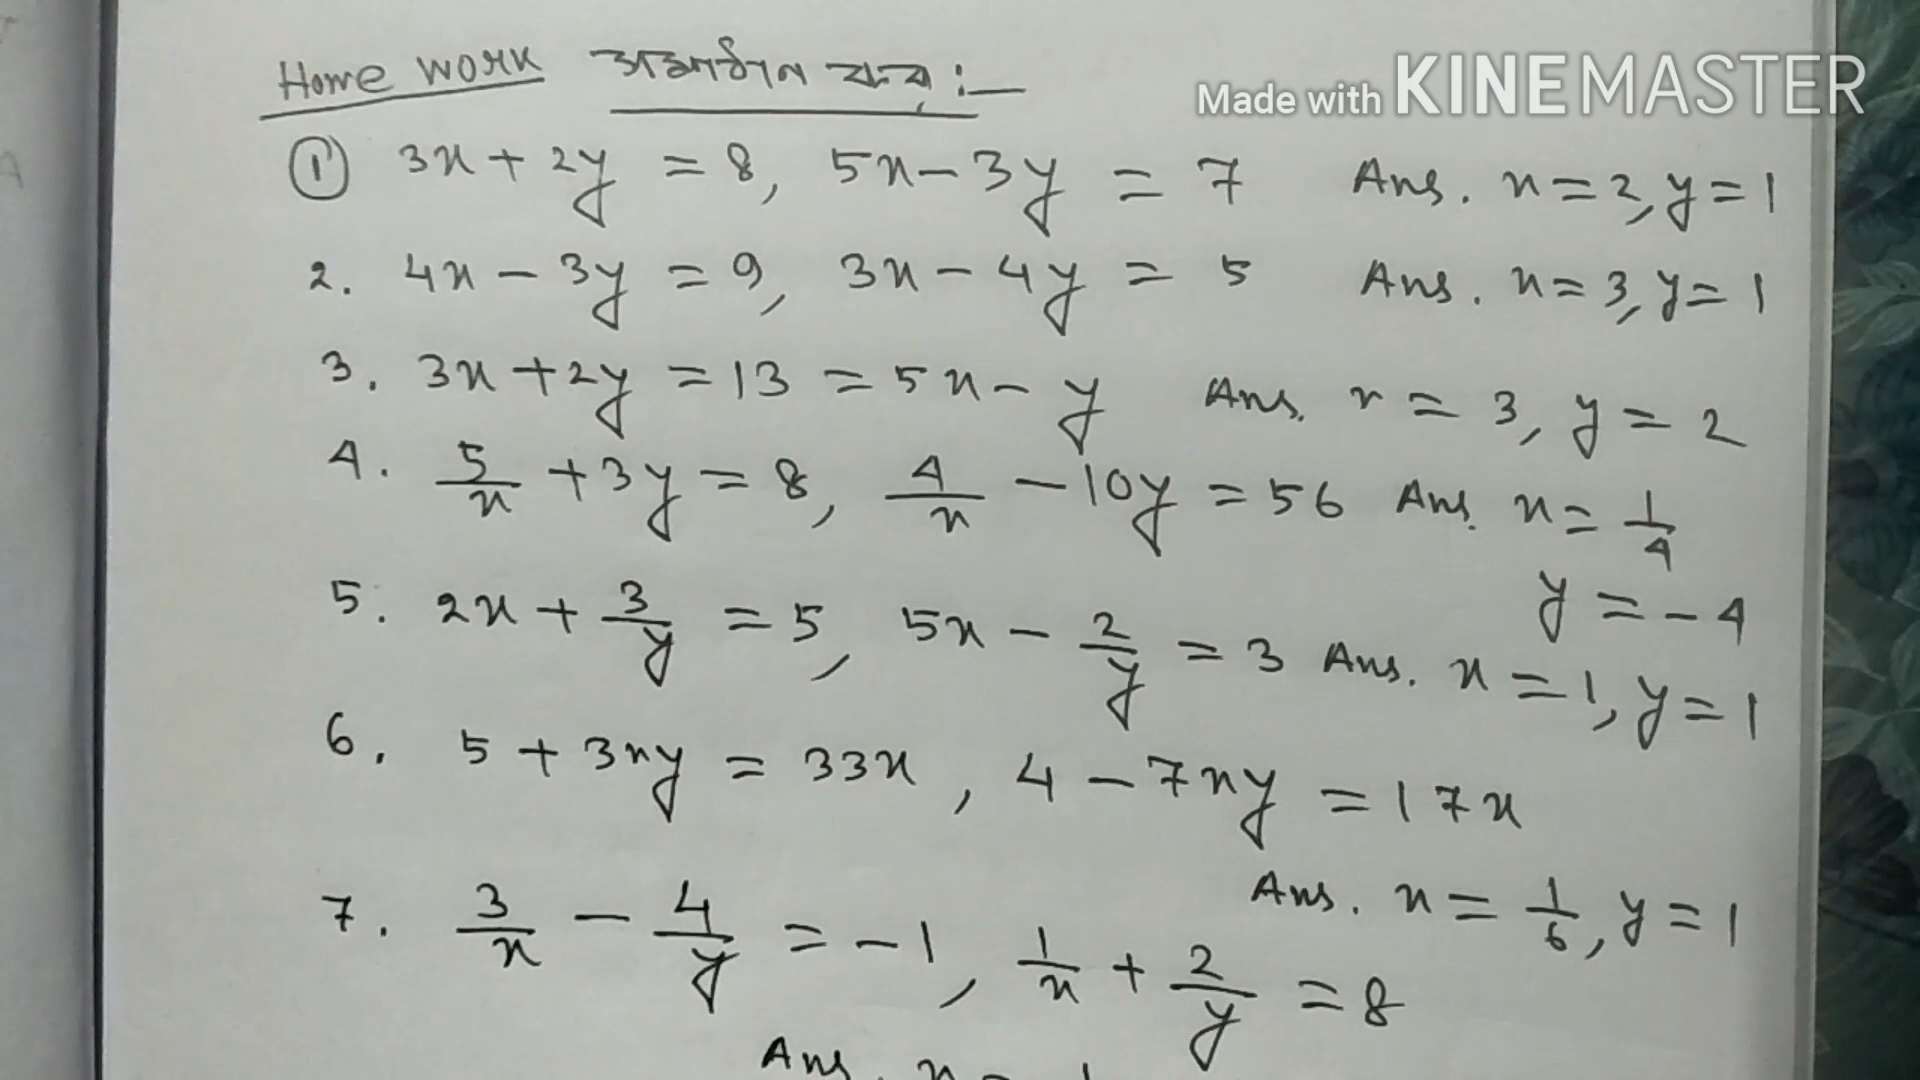 Home work সমাধান কর :—
Made with KINEMASTER
① 3x + 2y = 8, 5x - 3y = 7 Ans. x = 2, y = 1
2. 4x - 3y = 9, 3x - 4y = 5 Ans. x = 3, y = 1
3. 3x + 2y = 13 = 5x - y Ans. x = 3, y = 2
4. 5/x + 3y = 8, 4/x - 10y = 56 Ans. x = 1/4
y = -4
5. 2x + 3/y = 5, 5x - 2/y = 3 Ans. x = 1, y = 1
6. 5 + 3xy = 33x, 4 - 7xy = 17x
Ans. x = 1/6, y = 1
7. 3/x - 4/y = -1, 1/x + 2/y = 8
Ans. x =